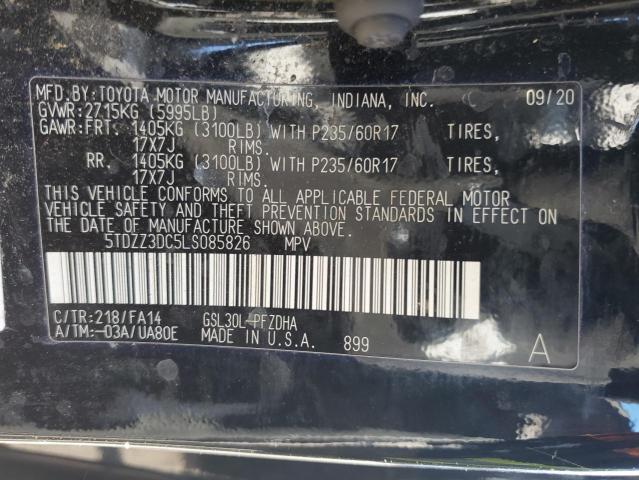 MFD.BY:TOYOTA MOTOR MANUFACTURING, INDIANA, INC. 09/20
GVWR:2715KG (5995LB)
GAWR:FRT. 1405KG (3100LB) WITH P235/60R17 TIRES,
17X7J RIMS.
RR. 1405KG (3100LB) WITH P235/60R17 TIRES,
17X7J RIMS.
THIS VEHICLE CONFORMS TO ALL APPLICABLE FEDERAL MOTOR
VEHICLE SAFETY AND THEFT PREVENTION STANDARDS IN EFFECT ON
THE DATE OF MANUFACTURE SHOWN ABOVE.
5TDZZ3DC5LS085826 MPV
C/TR:218/FA14 GSL30L-PFZDHA
A/TM:-03A/UA80E MADE IN U.S.A. 899 A